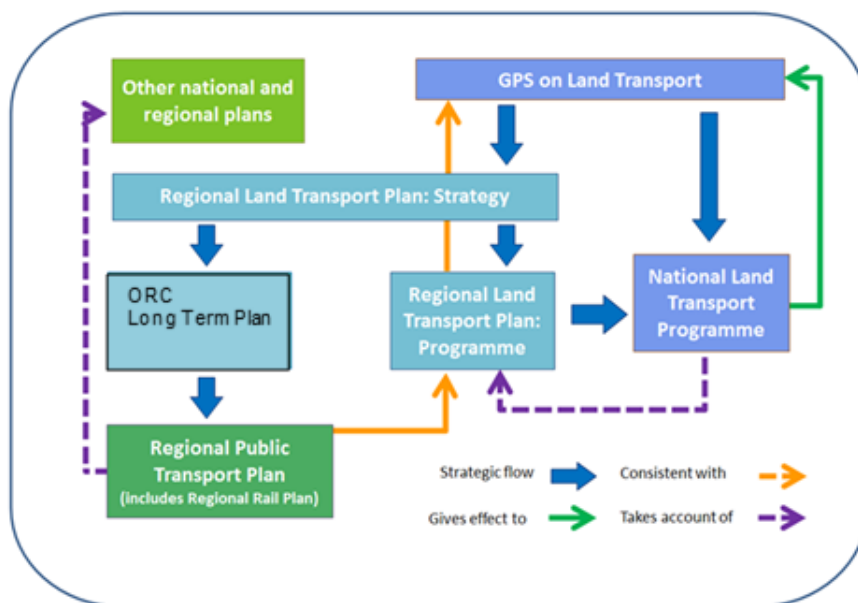 Other national and
regional plans
GPS on Land Transport
Regional Land Transport Plan: Strategy
ORC
Long Term Plan
Regional Land
Transport Plan:
Programme
National Land
Transport
Programme
Regional Public
Transport Plan
(includes Regional Rail Plan)
Strategic flow
Consistent with
Gives effect to
Takes account of